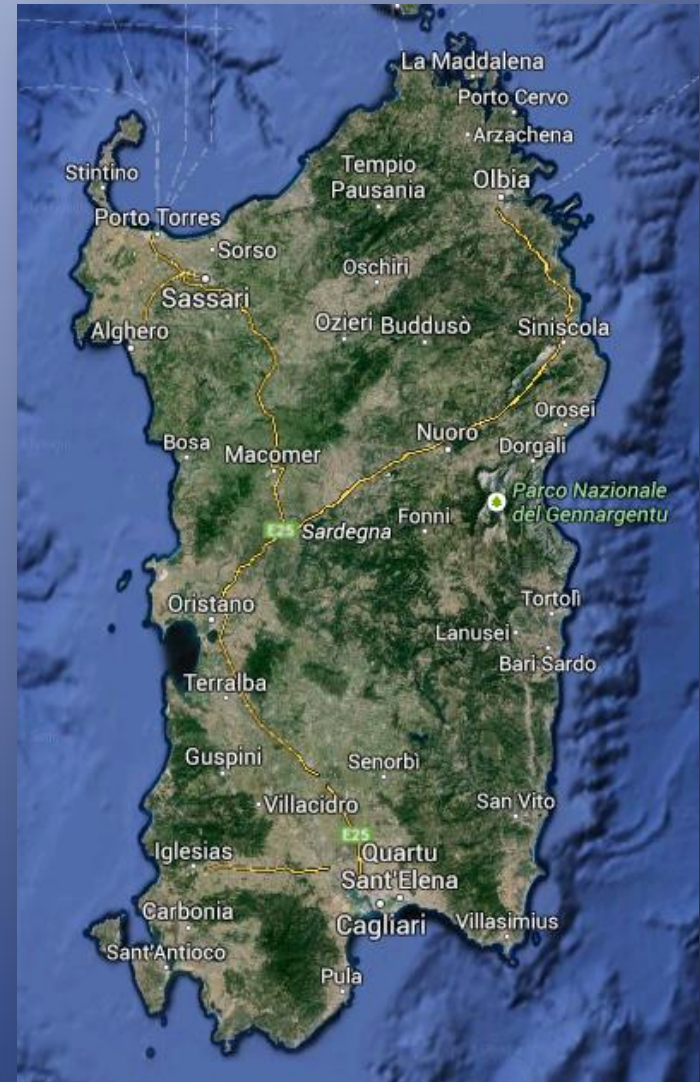 La Maddalena
Porto Cervo
Arzachena
Stintino
Tempio
Pausania
Olbia
Porto Torres
Sorso
Oschiri
Sassari
Alghero
Ozieri
Buddusò
Siniscola
Orosei
Nuoro
Bosa
Macomer
Dorgali
Parco Nazionale
del Gennargentu
Fonni
E25
Sardegna
Oristano
Tortolì
Lanusei
Bari Sardo
Terralba
Guspini
Senorbì
Villacidro
San Vito
E25
Iglesias
Quartu
Sant'Elena
Carbonia
Cagliari
Villasimius
Sant'Antioco
Pula